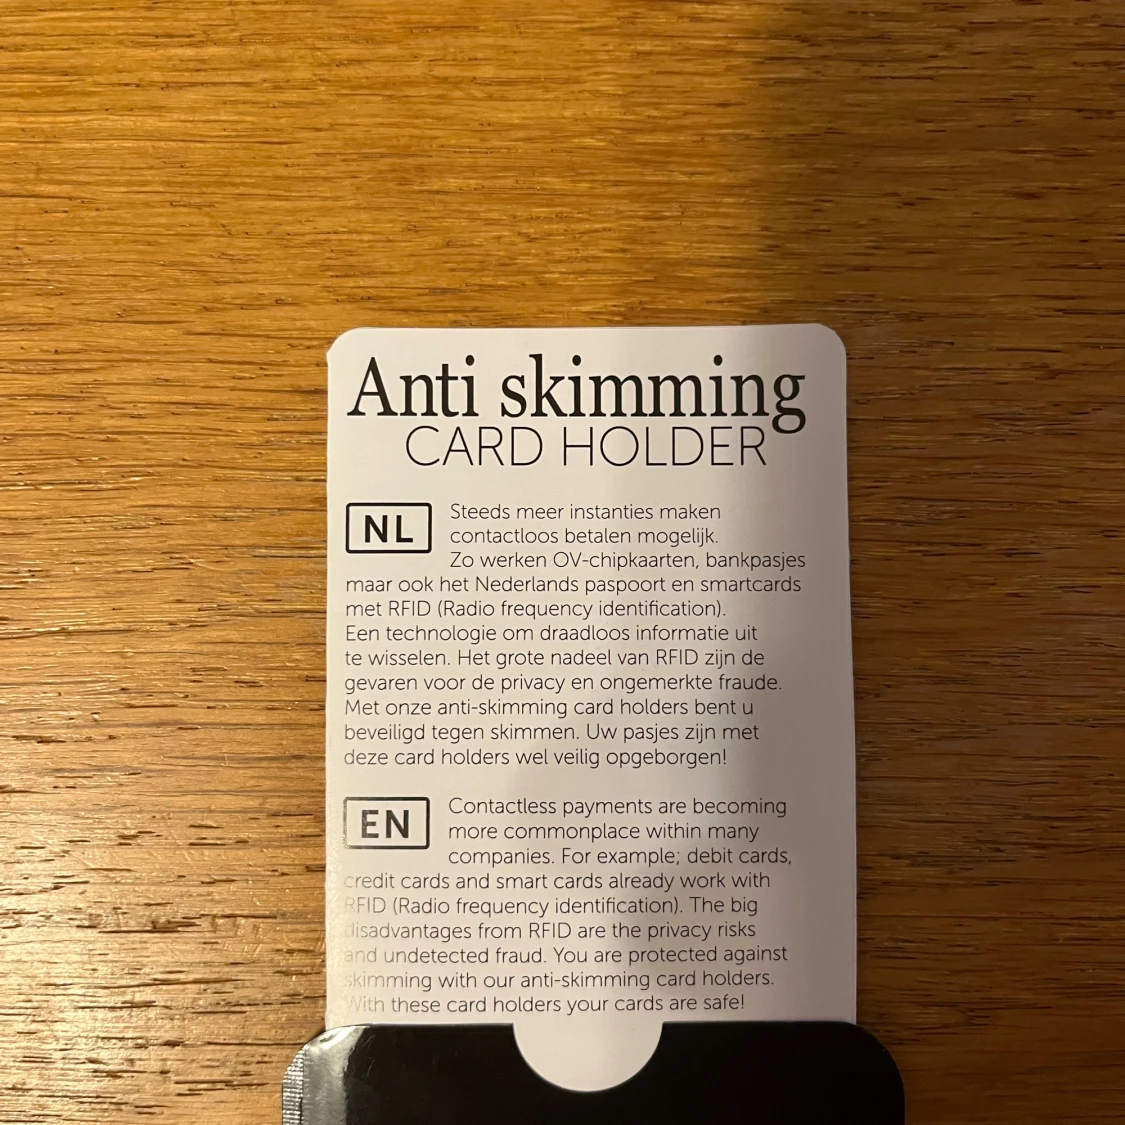 Anti skimming
CARD HOLDER
NL
Steeds meer instanties maken
contactloos betalen mogelijk.
Zo werken OV-chipkaarten, bankpasjes
maar ook het Nederlands paspoort en smartcards
met RFID (Radio frequency identification).
Een technologie om draadloos informatie uit
te wisselen. Het grote nadeel van RFID zijn de
gevaren voor de privacy en ongemerkte fraude.
Met onze anti-skimming card holders bent u
beveiligd tegen skimmen. Uw pasjes zijn met
deze card holders wel veilig opgeborgen!
EN
Contactless payments are becoming
more commonplace within many
companies. For example; debit cards,
credit cards and smart cards already work with
RFID (Radio frequency identification). The big
disadvantages from RFID are the privacy risks
and undetected fraud. You are protected against
skimming with our anti-skimming card holders.
With these card holders your cards are safe!